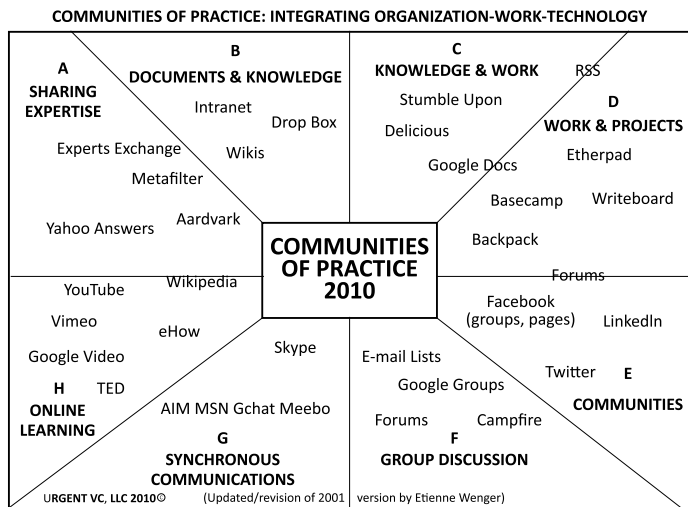 COMMUNITIES OF PRACTICE: INTEGRATING ORGANIZATION-WORK-TECHNOLOGY
A
SHARING
EXPERTISE
Experts Exchange
Metafilter
Aardvark
Yahoo Answers
B
DOCUMENTS & KNOWLEDGE
Intranet
Drop Box
Wikis
C
KNOWLEDGE & WORK
RSS
Stumble Upon
Delicious
Google Docs
D
WORK & PROJECTS
Etherpad
Basecamp
Writeboard
Backpack
Forums
COMMUNITIES
OF PRACTICE
2010
Facebook
(groups, pages)
LinkedIn
Twitter
E
COMMUNITIES
E-mail Lists
Google Groups
Forums
Campfire
F
GROUP DISCUSSION
Skype
AIM MSN Gchat Meebo
G
SYNCHRONOUS
COMMUNICATIONS
Wikipedia
YouTube
Vimeo
eHow
Google Video
H
TED
ONLINE
LEARNING
URGENT VC, LLC 2010© (Updated/revision of 2001 version by Etienne Wenger)